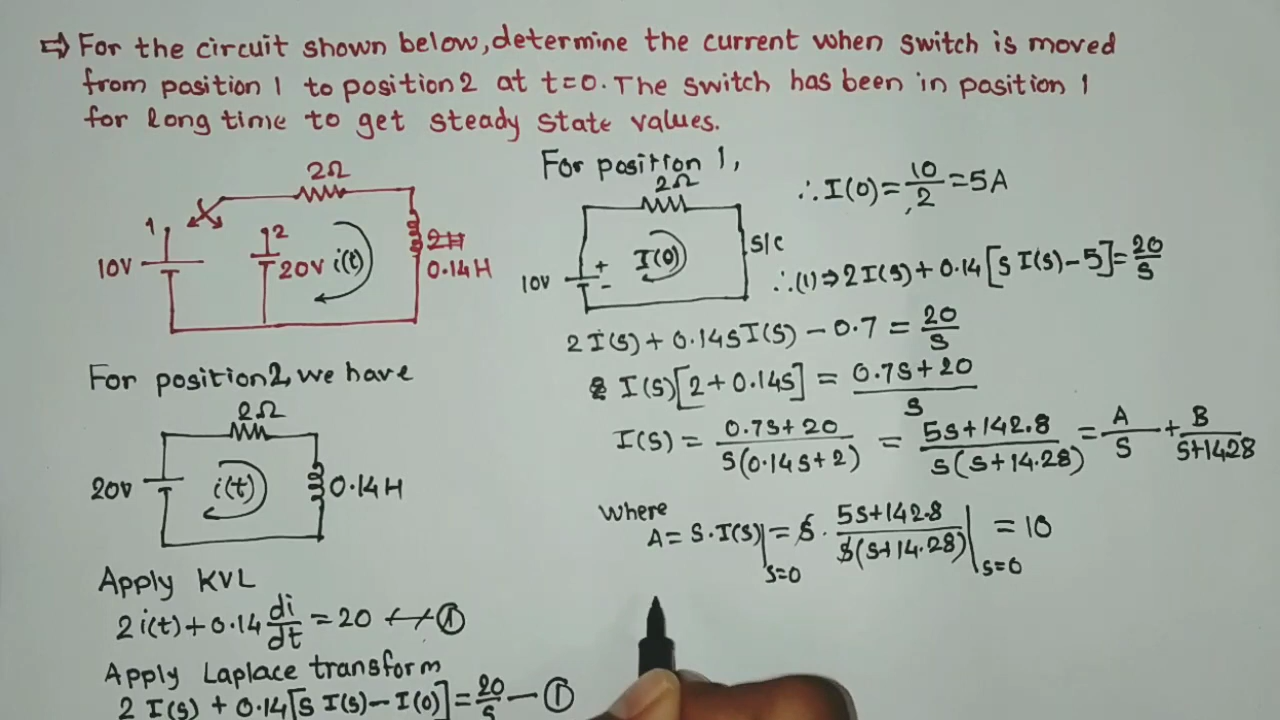 ⇒ For the circuit shown below, determine the current when switch is moved
from position 1 to position 2 at t=0. The switch has been in position 1
for long time to get steady state values.
2Ω
1
2
10V
20V i(t)
2H
0.14H
For position 2, we have
2Ω
20V
i(t)
0.14H
Apply KVL
2i(t)+0.14 di/dt = 20 ①
Apply Laplace transform
2 I(s) + 0.14[s I(s) - I(0)] = 20/s — ①
For position 1,
2Ω
10V
+
-
I(0)
S/C
∴ I(0) = 10/2 = 5A
∴ (1) ⇒ 2I(s) + 0.14[s I(s) - 5] = 20/s
2I(s) + 0.14sI(s) - 0.7 = 20/s
I(s)[2 + 0.14s] = 0.7s+20/s
I(s) = 0.7s+20/s(0.14s+2) = 5s+142.8/s(s+14.28) = A/s + B/s+1428
where
A = S.I(s)|s=0 = s. 5s+142.8/s(s+14.28)|s=0 = 10